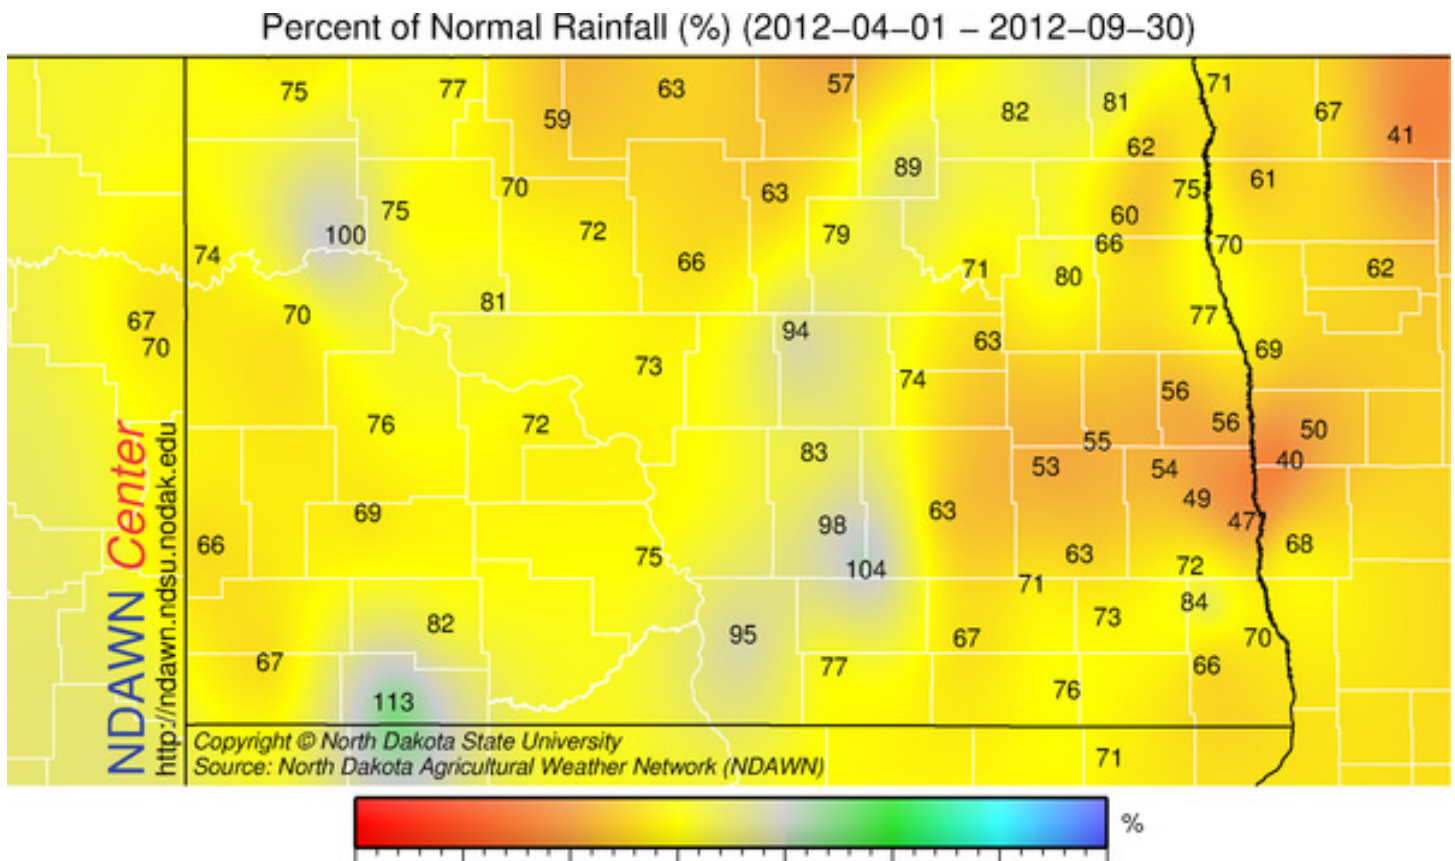 Percent of Normal Rainfall (%) (2012−04−01 − 2012−09−30)
75 77 63 57 82 81 71 67 41
59 62
89
70 75 63 75 61
75 60
100 72 79 66 70
74 66 71 80 62
81
67 70 94 77
70 63 69
73 74
76 72 56 56 50
83 55 40
53 54
69 98 63 49 47
66 75 104 63 72 68
71
82 95 67 73 84 70
67 77 66
113 76
71
NDAWN Center
http://ndawn.ndsu.nodak.edu
Copyright © North Dakota State University
Source: North Dakota Agricultural Weather Network (NDAWN)
%